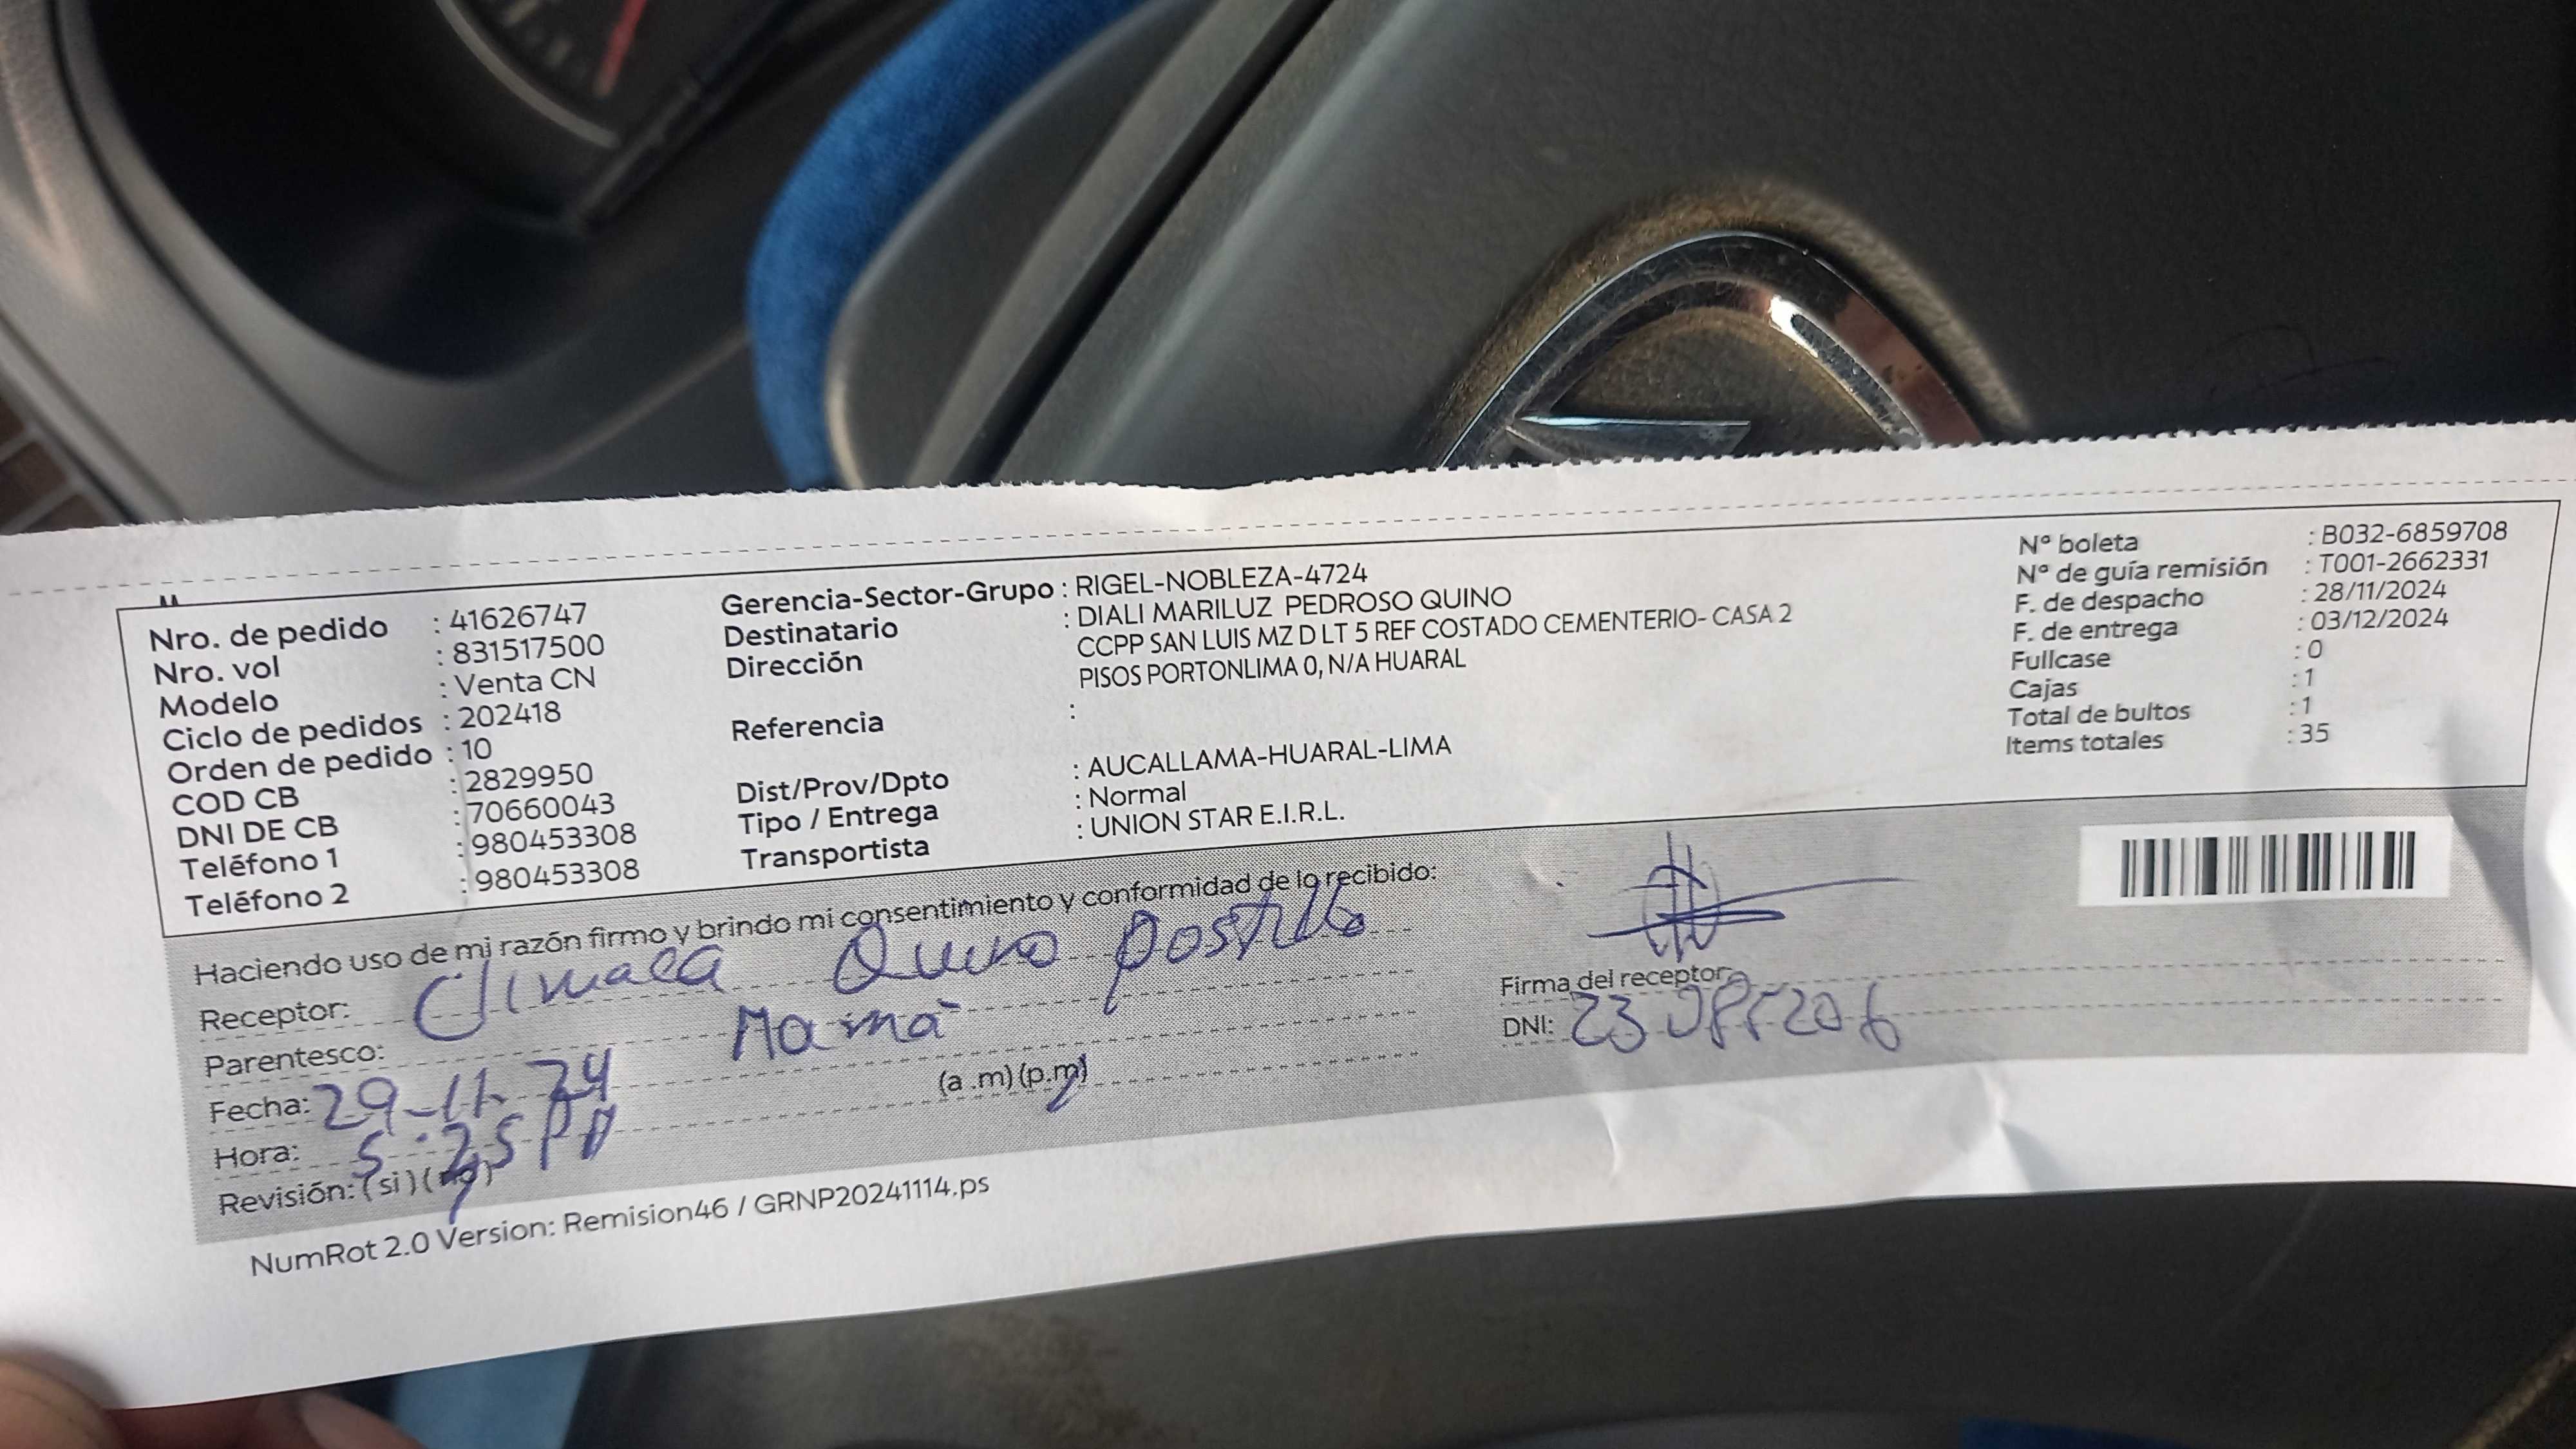 Nro. de pedido : 41626747
Nro. vol : 831517500
Modelo : Venta CN
Ciclo de pedidos : 202418
Orden de pedido : 10
COD CB : 2829950
DNI DE CB : 70660043
Teléfono 1 : 980453308
Teléfono 2 : 980453308
Gerencia-Sector-Grupo : RIGEL-NOBLEZA-4724
Destinatario : DIALI MARILUZ PEDROSO QUINO
Dirección CCPP SAN LUIS MZ D LT 5 REF COSTADO CEMENTERIO- CASA 2
PISOS PORTONLIMA 0, N/A HUARAL
Referencia :
Dist/Prov/Dpto : AUCALLAMA-HUARAL-LIMA
Tipo / Entrega : Normal
Transportista : UNION STAR E.I.R.L.
N° boleta : B032-6859708
N° de guía remisión : T001-2662331
F. de despacho : 28/11/2024
F. de entrega : 03/12/2024
Fullcase : 0
Cajas : 1
Total de bultos : 1
Items totales : 35
Haciendo uso de mi razón firmo y brindo mi consentimiento y conformidad de lo recibido:
Receptor: Quino
Parentesco: Mamá
Fecha: 29-11-24
Hora: 5:25 (a .m) (p.m)
Revisión: (si) (no)
Firma del receptor
DNI:
NumRot 2.0 Version: Remision46 / GRNP20241114.ps